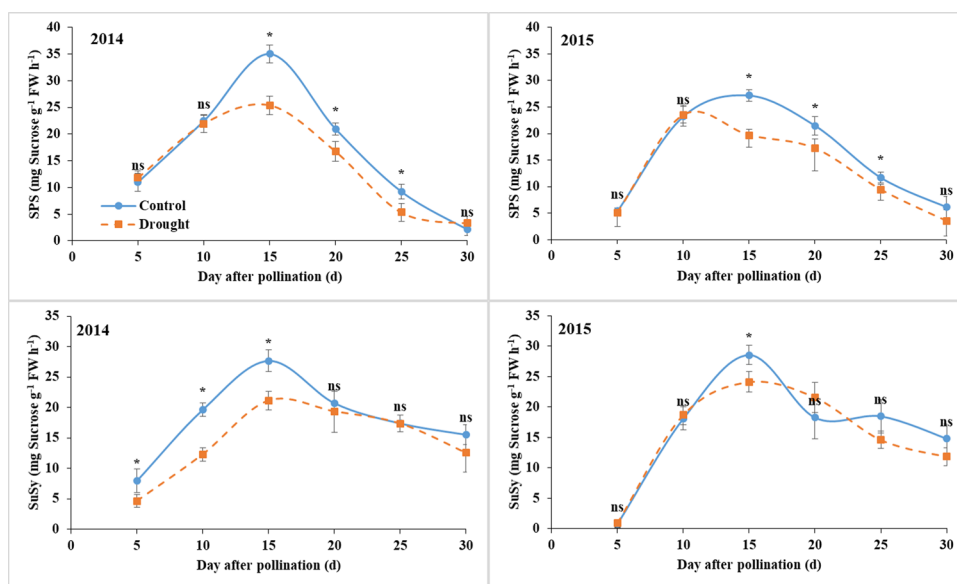 2014
SPS (mg Sucrose g⁻¹ FW h⁻¹)
40
35
30
25
20
15
10
5
0
ns
ns
*
*
*
ns
Control
Drought
0 5 10 15 20 25 30
Day after pollination (d)
2015
SPS (mg Sucrose g⁻¹ FW h⁻¹)
40
35
30
25
20
15
10
5
0
ns
ns
*
*
*
ns
0 5 10 15 20 25 30
Day after pollination (d)
2014
SuSy (mg Sucrose g⁻¹ FW h⁻¹)
35
30
25
20
15
10
5
0
*
*
*
ns
ns
ns
0 5 10 15 20 25 30
Day after pollination (d)
2015
SuSy (mg Sucrose g⁻¹ FW h⁻¹)
35
30
25
20
15
10
5
0
ns
ns
*
ns
ns
ns
0 5 10 15 20 25 30
Day after pollination (d)